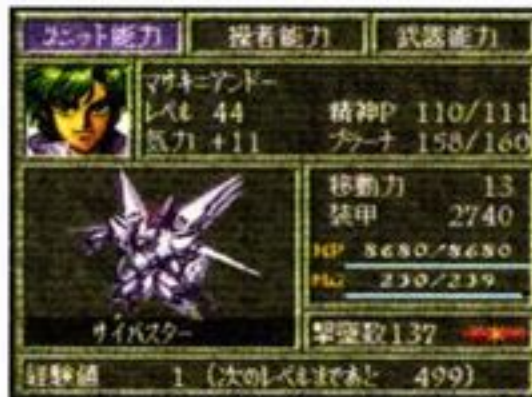 ユニット能力 操者能力 武器能力
マサキ=アンドー
レベル 44 精神P 110/111
気力 +11 プラーナ 158/160
移動力 13
装甲 2740
HP 8680/8680
MG 230/239
サイバスター 撃墜数 137
経験値 1 (次のレベルまであと 499)